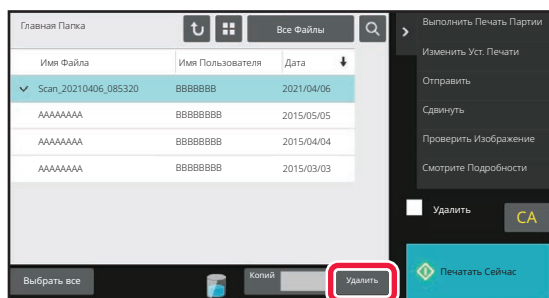 Главная Папка
Все Файлы
Имя Файла Имя Пользователя Дата
Scan_20210406_085320 BBBBBBB 2021/04/06
AAAAAAAA BBBBBBBB 2015/05/05
AAAAAAAA BBBBBBBB 2015/04/04
AAAAAAAA BBBBBBBB 2015/03/03
Выбрать все
Копий
Удалить
Выполнить Печать Партии
Изменить Уст. Печати
Отправить
Сдвинуть
Проверить Изображение
Смотрите Подробности
Удалить
CA
Печатать Сейчас